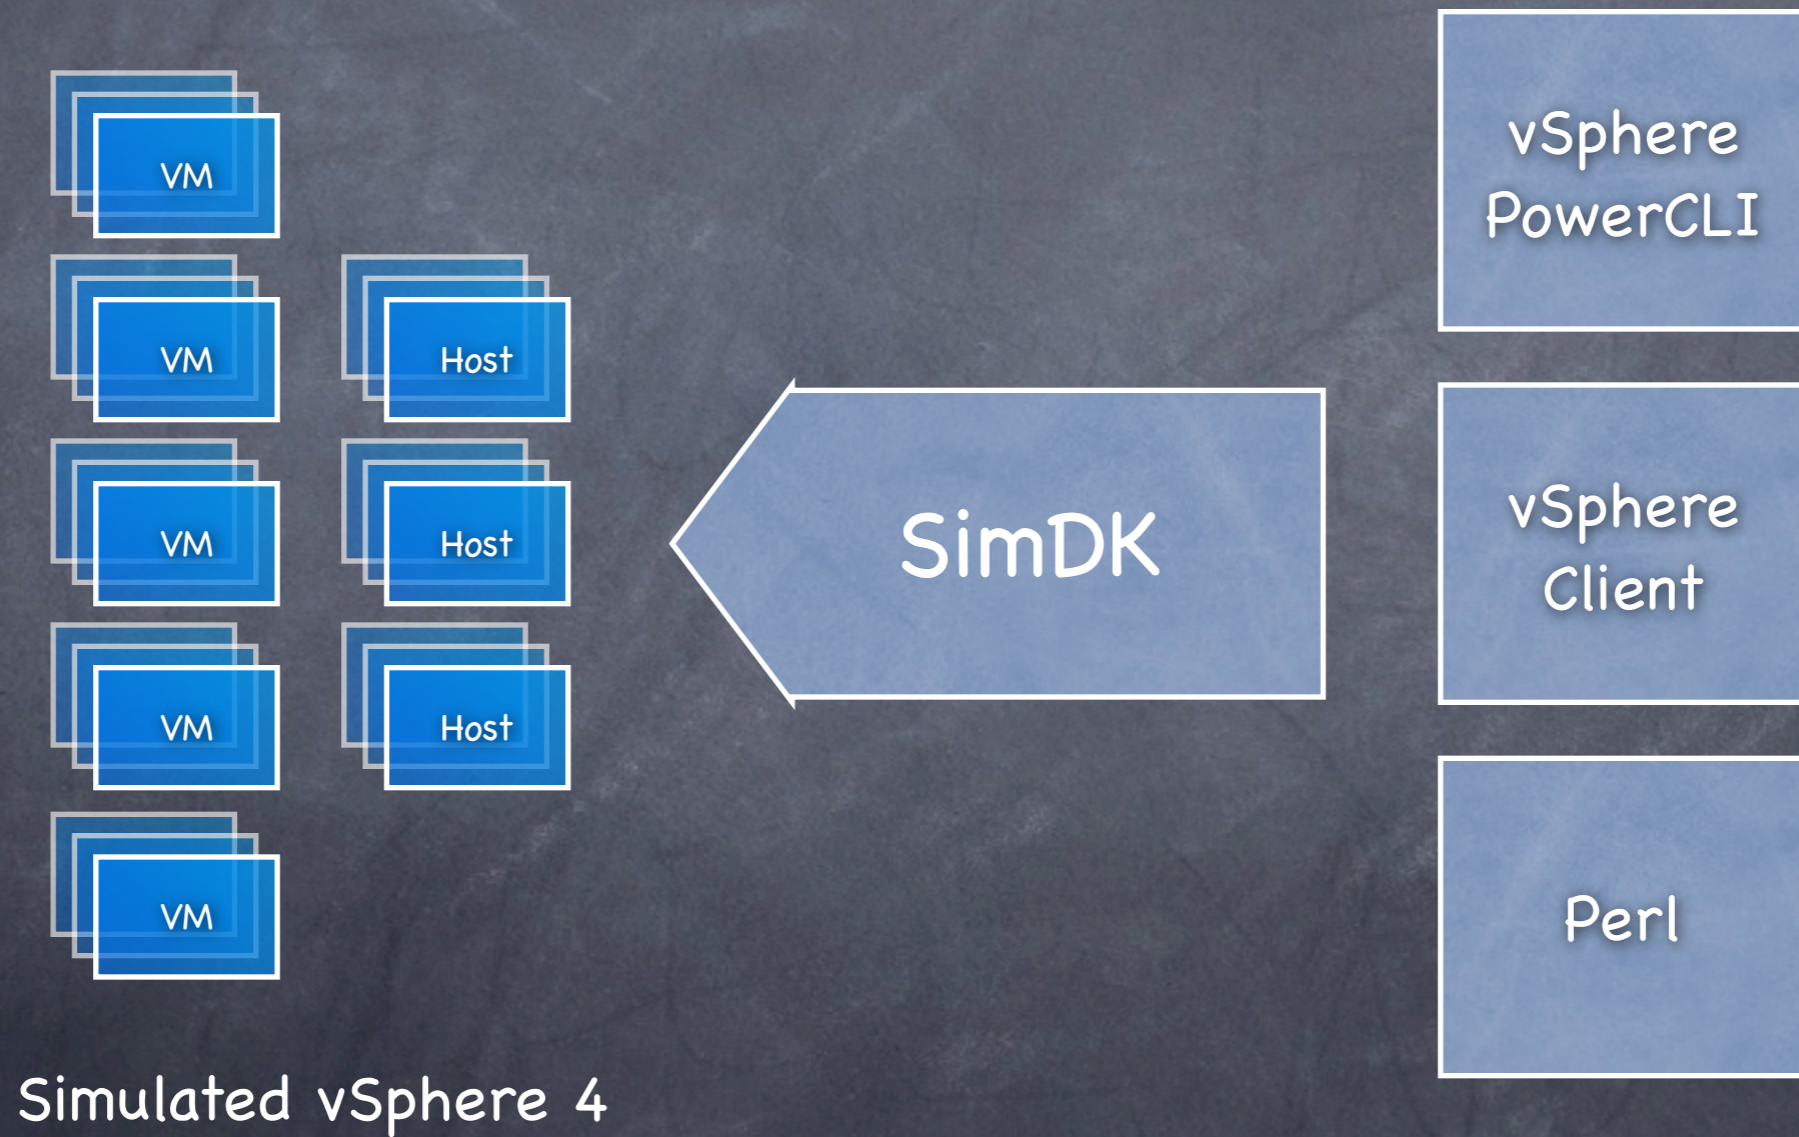 VM
VM
Host
VM
Host
VM
Host
VM
SimDK
vSphere
PowerCLI
vSphere
Client
Perl
Simulated vSphere 4